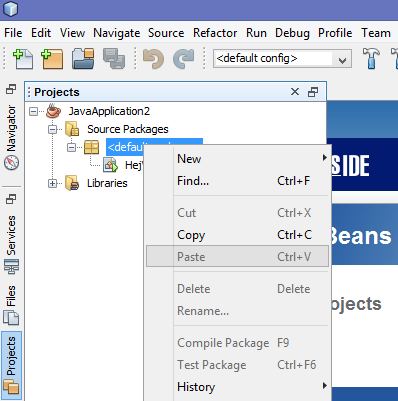 File Edit View Navigate Source Refactor Run Debug Profile Team
<default config>
Projects
Navigator
Services
Files
Projects
JavaApplication2
Source Packages
Libraries
New
Find... Ctrl+F
Cut Ctrl+X
Copy Ctrl+C
Paste Ctrl+V
Delete Delete
Rename...
Compile Package F9
Test Package Ctrl+F6
History
SIDE
Beans
ojects